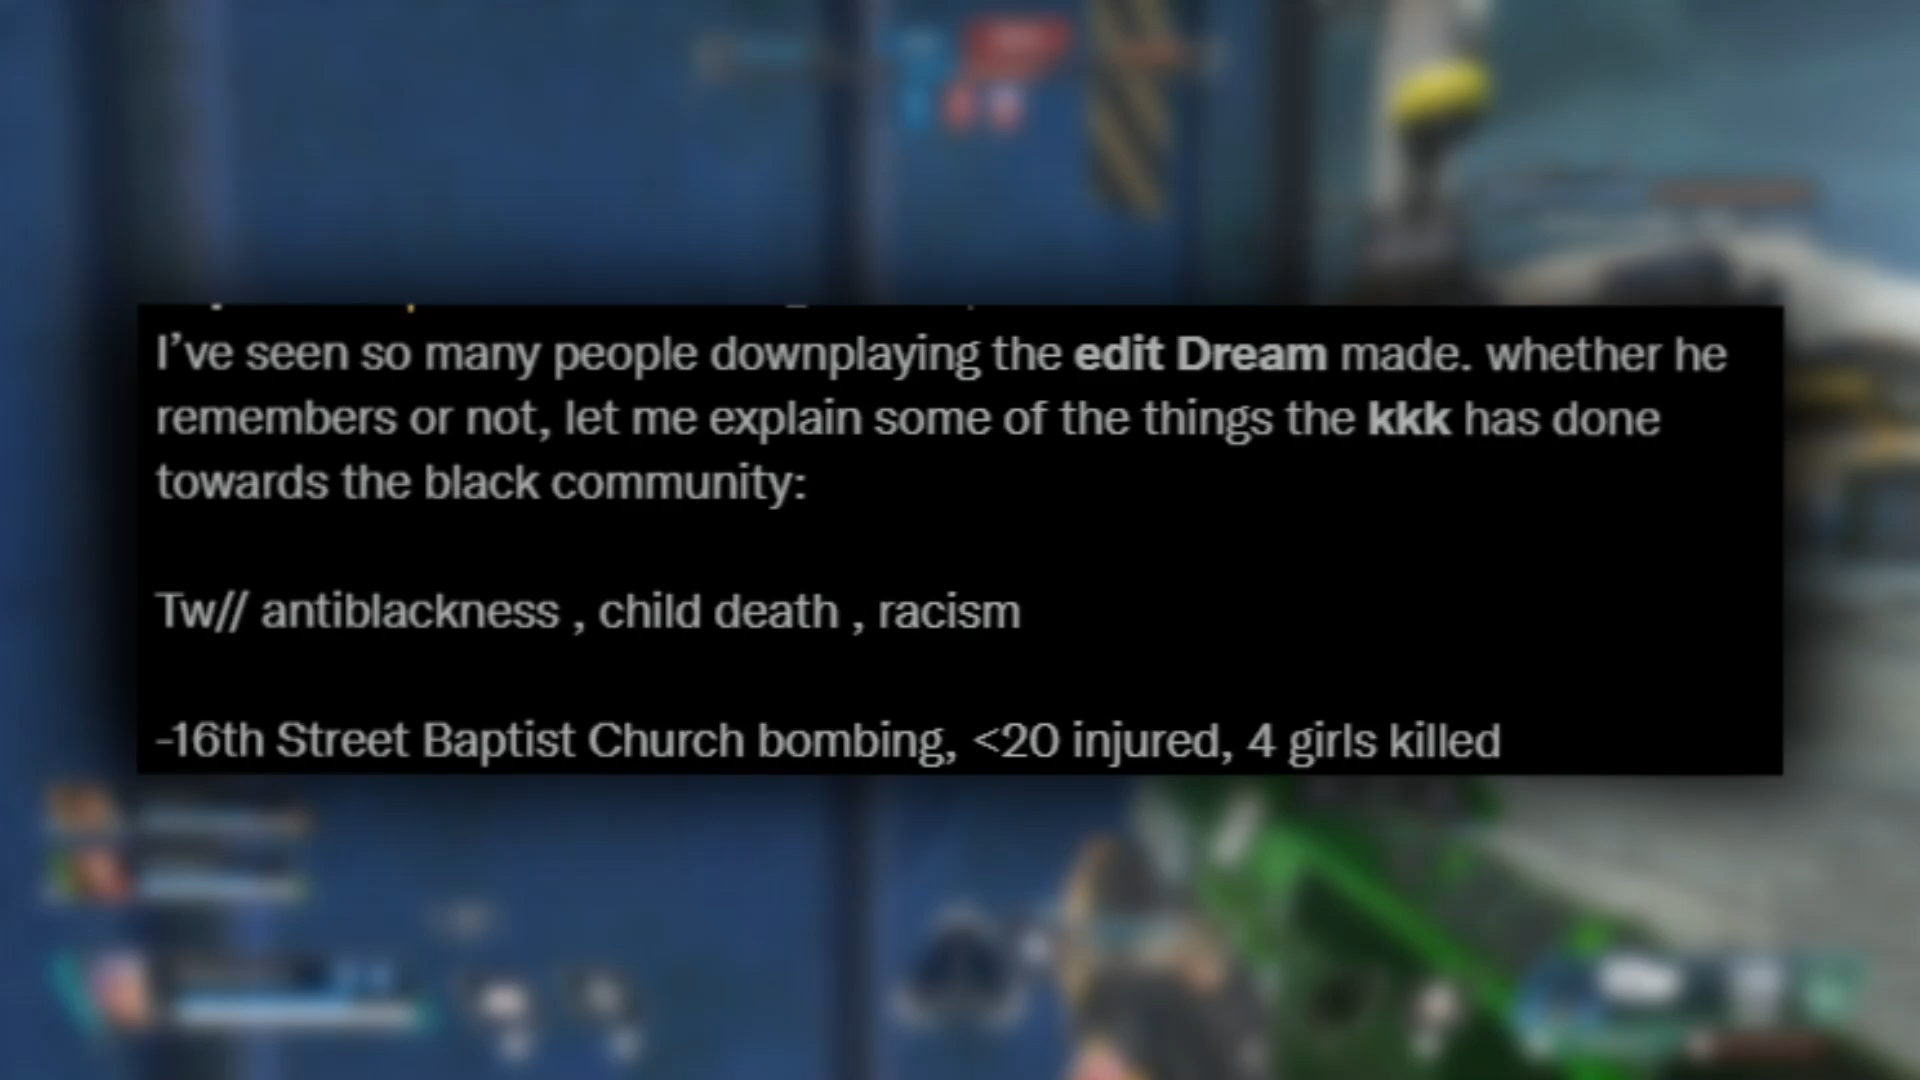 I’ve seen so many people downplaying the edit Dream made. whether he
remembers or not, let me explain some of the things the kkk has done
towards the black community:
Tw// antiblackness , child death , racism
-16th Street Baptist Church bombing, <20 injured, 4 girls killed